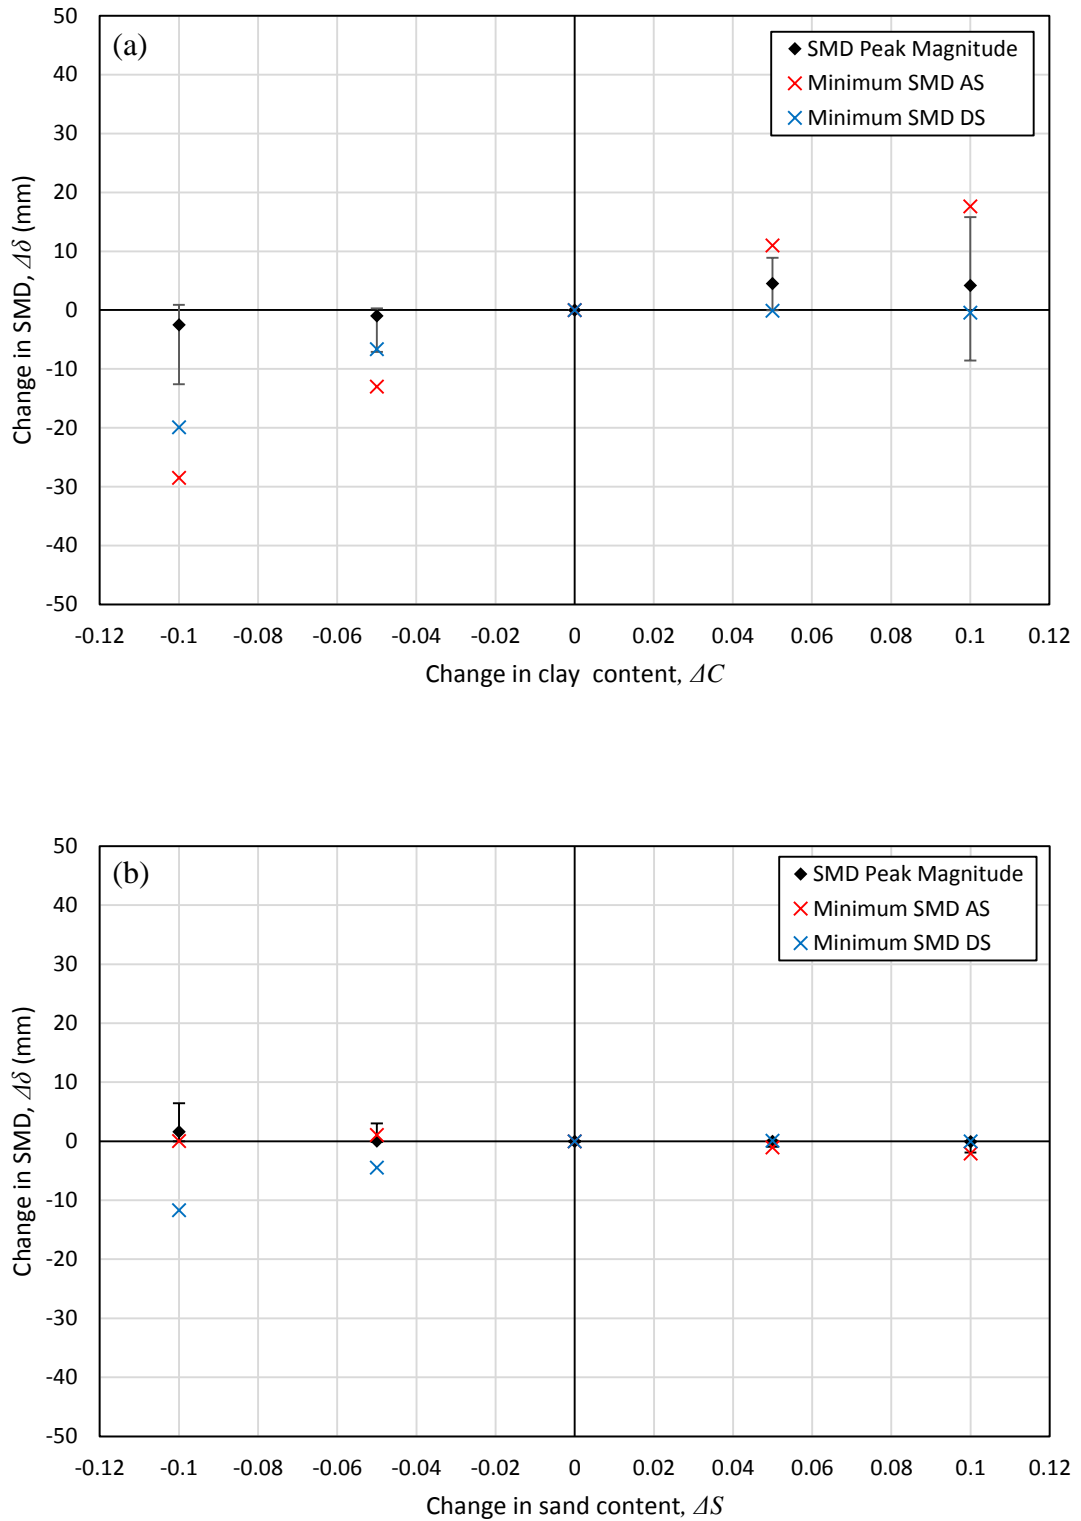 (a)
SMD Peak Magnitude
Minimum SMD AS
Minimum SMD DS
Change in SMD, Δδ (mm)
50
40
30
20
10
0
-10
-20
-30
-40
-50
-0.12 -0.1 -0.08 -0.06 -0.04 -0.02 0 0.02 0.04 0.06 0.08 0.1 0.12
Change in clay content, ΔC
(b)
SMD Peak Magnitude
Minimum SMD AS
Minimum SMD DS
Change in SMD, Δδ (mm)
50
40
30
20
10
0
-10
-20
-30
-40
-50
-0.12 -0.1 -0.08 -0.06 -0.04 -0.02 0 0.02 0.04 0.06 0.08 0.1 0.12
Change in sand content, ΔS